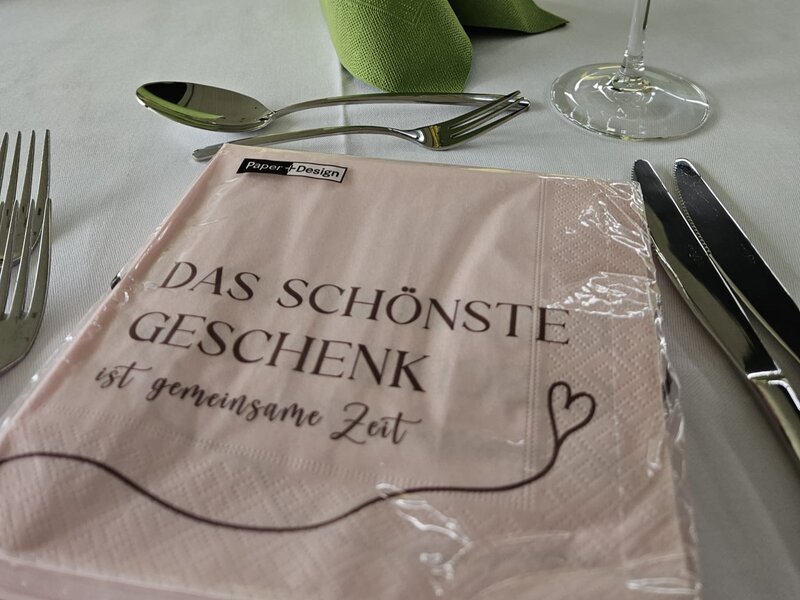 Paper+Design
DAS SCHÖNSTE
GESCHENK
ist gemeinsame Zeit